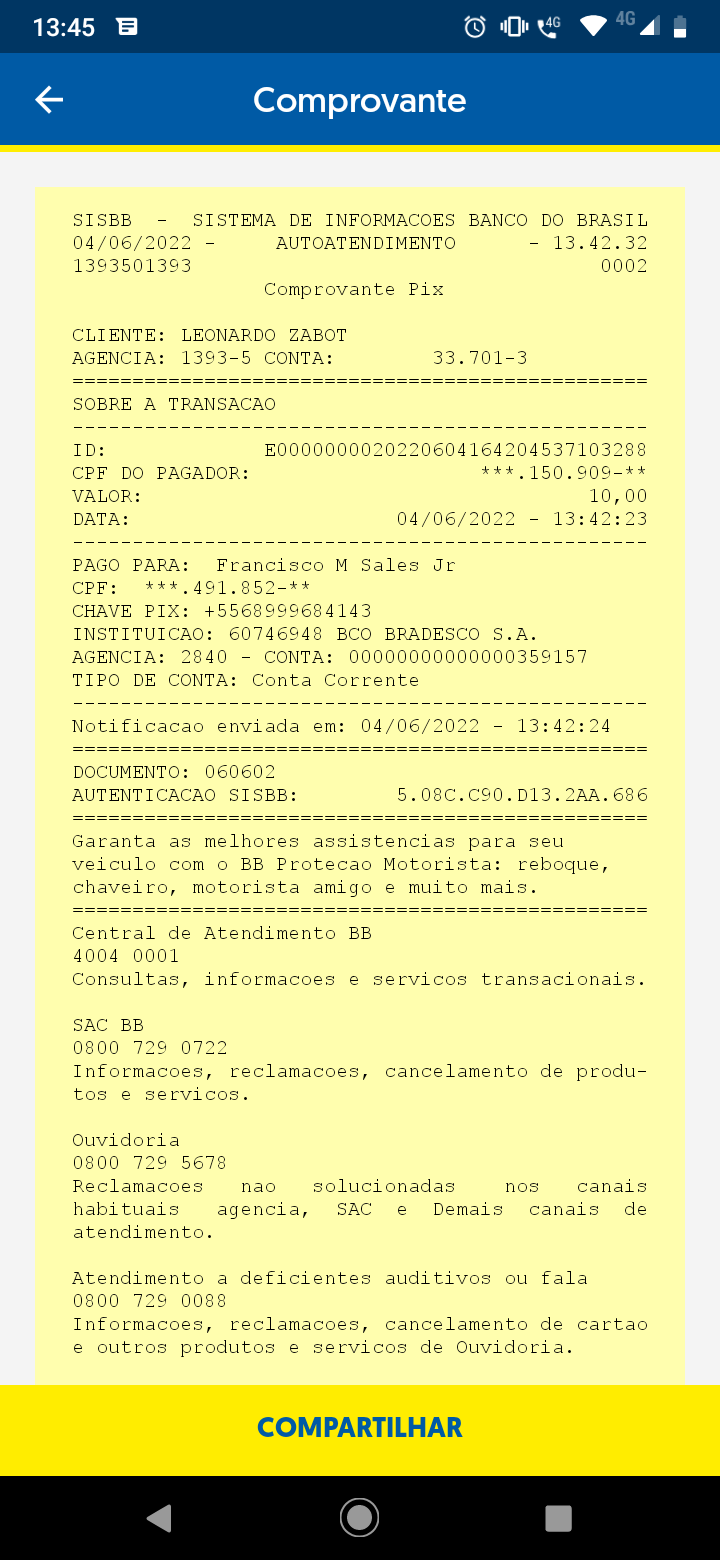 13:45
4G
4G
Comprovante
SISBB - SISTEMA DE INFORMACOES BANCO DO BRASIL
04/06/2022 - AUTOATENDIMENTO - 13.42.32
1393501393 0002
Comprovante Pix
CLIENTE: LEONARDO ZABOT
AGENCIA: 1393-5 CONTA: 33.701-3
================================================
SOBRE A TRANSACAO
------------------------------------------------
ID: E0000000020220604164204537103288
CPF DO PAGADOR: ***.150.909-**
VALOR: 10,00
DATA: 04/06/2022 - 13:42:23
------------------------------------------------
PAGO PARA: Francisco M Sales Jr
CPF: ***.491.852-**
CHAVE PIX: +5568999684143
INSTITUICAO: 60746948 BCO BRADESCO S.A.
AGENCIA: 2840 - CONTA: 00000000000000359157
TIPO DE CONTA: Conta Corrente
------------------------------------------------
Notificacao enviada em: 04/06/2022 - 13:42:24
================================================
DOCUMENTO: 060602
AUTENTICACAO SISBB: 5.08C.C90.D13.2AA.686
================================================
Garanta as melhores assistencias para seu
veiculo com o BB Protecao Motorista: reboque,
chaveiro, motorista amigo e muito mais.
================================================
Central de Atendimento BB
4004 0001
Consultas, informacoes e servicos transacionais.
SAC BB
0800 729 0722
Informacoes, reclamacoes, cancelamento de produ-
tos e servicos.
Ouvidoria
0800 729 5678
Reclamacoes nao solucionadas nos canais
habituais agencia, SAC e Demais canais de
atendimento.
Atendimento a deficientes auditivos ou fala
0800 729 0088
Informacoes, reclamacoes, cancelamento de cartao
e outros produtos e servicos de Ouvidoria.
COMPARTILHAR